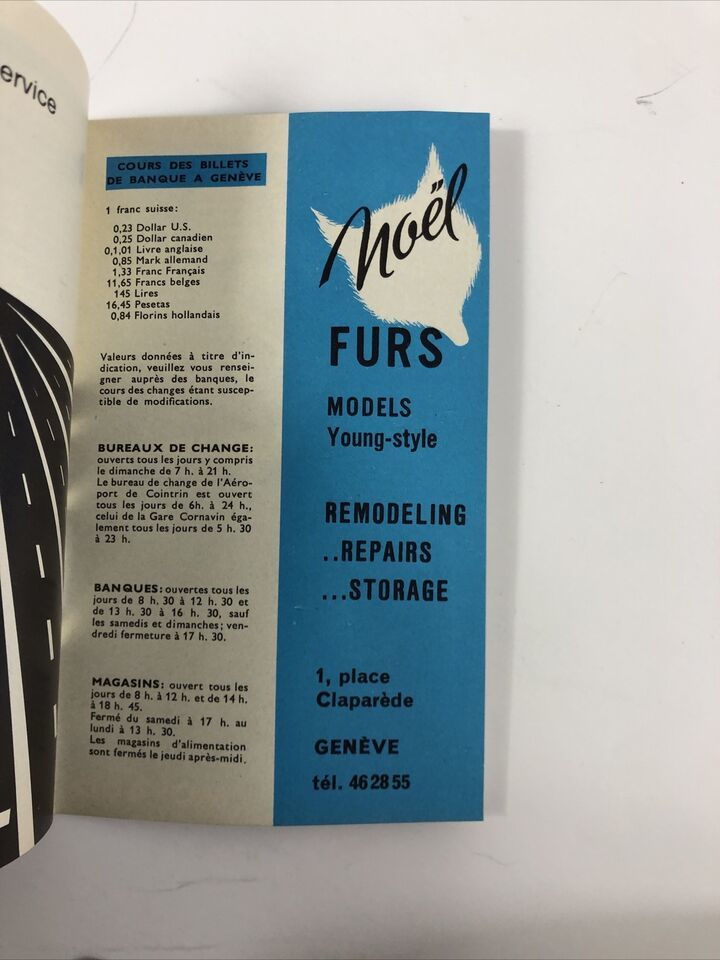 ervice
COURS DES BILLETS
DE BANQUE A GENÈVE
1 franc suisse:
0,23 Dollar U.S.
0,25 Dollar canadien
0,1,01 Livre anglaise
0,85 Mark allemand
1,33 Franc Français
11,65 Francs belges
145 Lires
16,45 Pesetas
0,84 Florins hollandais
Valeurs données à titre d'in-
dication, veuillez vous rensei-
gner auprès des banques, le
cours des changes étant suscep-
tible de modifications.
BUREAUX DE CHANGE:
ouverts tous les jours y compris
le dimanche de 7 h. à 21 h.
Le bureau de change de l'Aéro-
port de Cointrin est ouvert
tous les jours de 6h. à 24 h.,
celui de la Gare Cornavin éga-
lement tous les jours de 5 h. 30
à 23 h.
BANQUES: ouvertes tous les
jours de 8 h. 30 à 12 h. 30 et
de 13 h. 30 à 16 h. 30, sauf
les samedis et dimanches; ven-
dredi fermeture à 17 h. 30.
MAGASINS: ouvert tous les
jours de 8 h. à 12 h. et de 14 h.
à 18 h. 45.
Fermé du samedi à 17 h. au
lundi à 13 h. 30.
Les magasins d'alimentation
sont fermés le jeudi après-midi.
Noël
FURS
MODELS
Young-style
REMODELING
..REPAIRS
...STORAGE
1, place
Claparède
GENÈVE
tél. 46 28 55